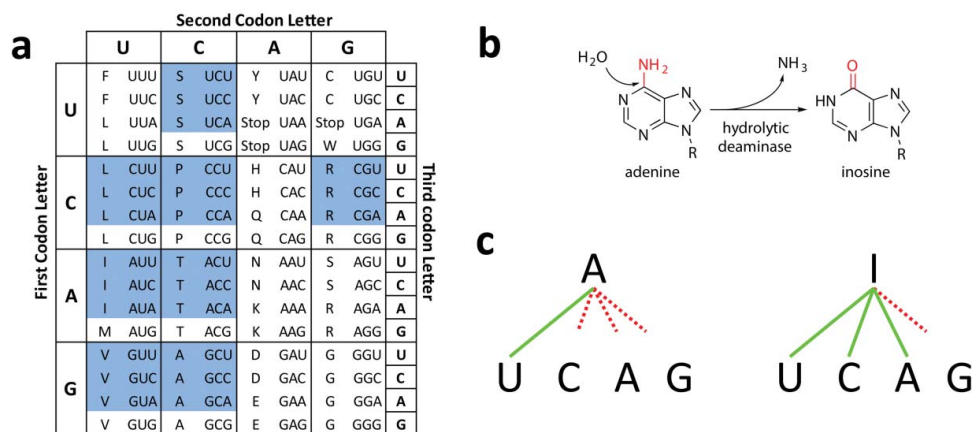 a
Second Codon Letter
U C A G
First Codon Letter
Third codon Letter
U F UUU S UCU Y UAU C UGU U
F UUC S UCC Y UAC C UGC C
L UUA S UCA Stop UAA Stop UGA A
L UUG S UCG Stop UAG W UGG G
C L CUU P CCU H CAU R CGU U
L CUC P CCC H CAC R CGC C
L CUA P CCA Q CAA R CGA A
L CUG P CCG Q CAG R CGG G
A I AUU T ACU N AAU S AGU U
I AUC T ACC N AAC S AGC C
I AUA T ACA K AAA R AGA A
M AUG T ACG K AAG R AGG G
G V GUU A GCU D GAU G GGU U
V GUC A GCC D GAC G GGC C
V GUA A GCA E GAA G GGA A
V GUG A GCG E GAG G GGG G
b
H2O NH2 NH3 O
N N HN N
N N N N
R R
hydrolytic
deaminase
adenine inosine
c
A I
U C A G U C A G